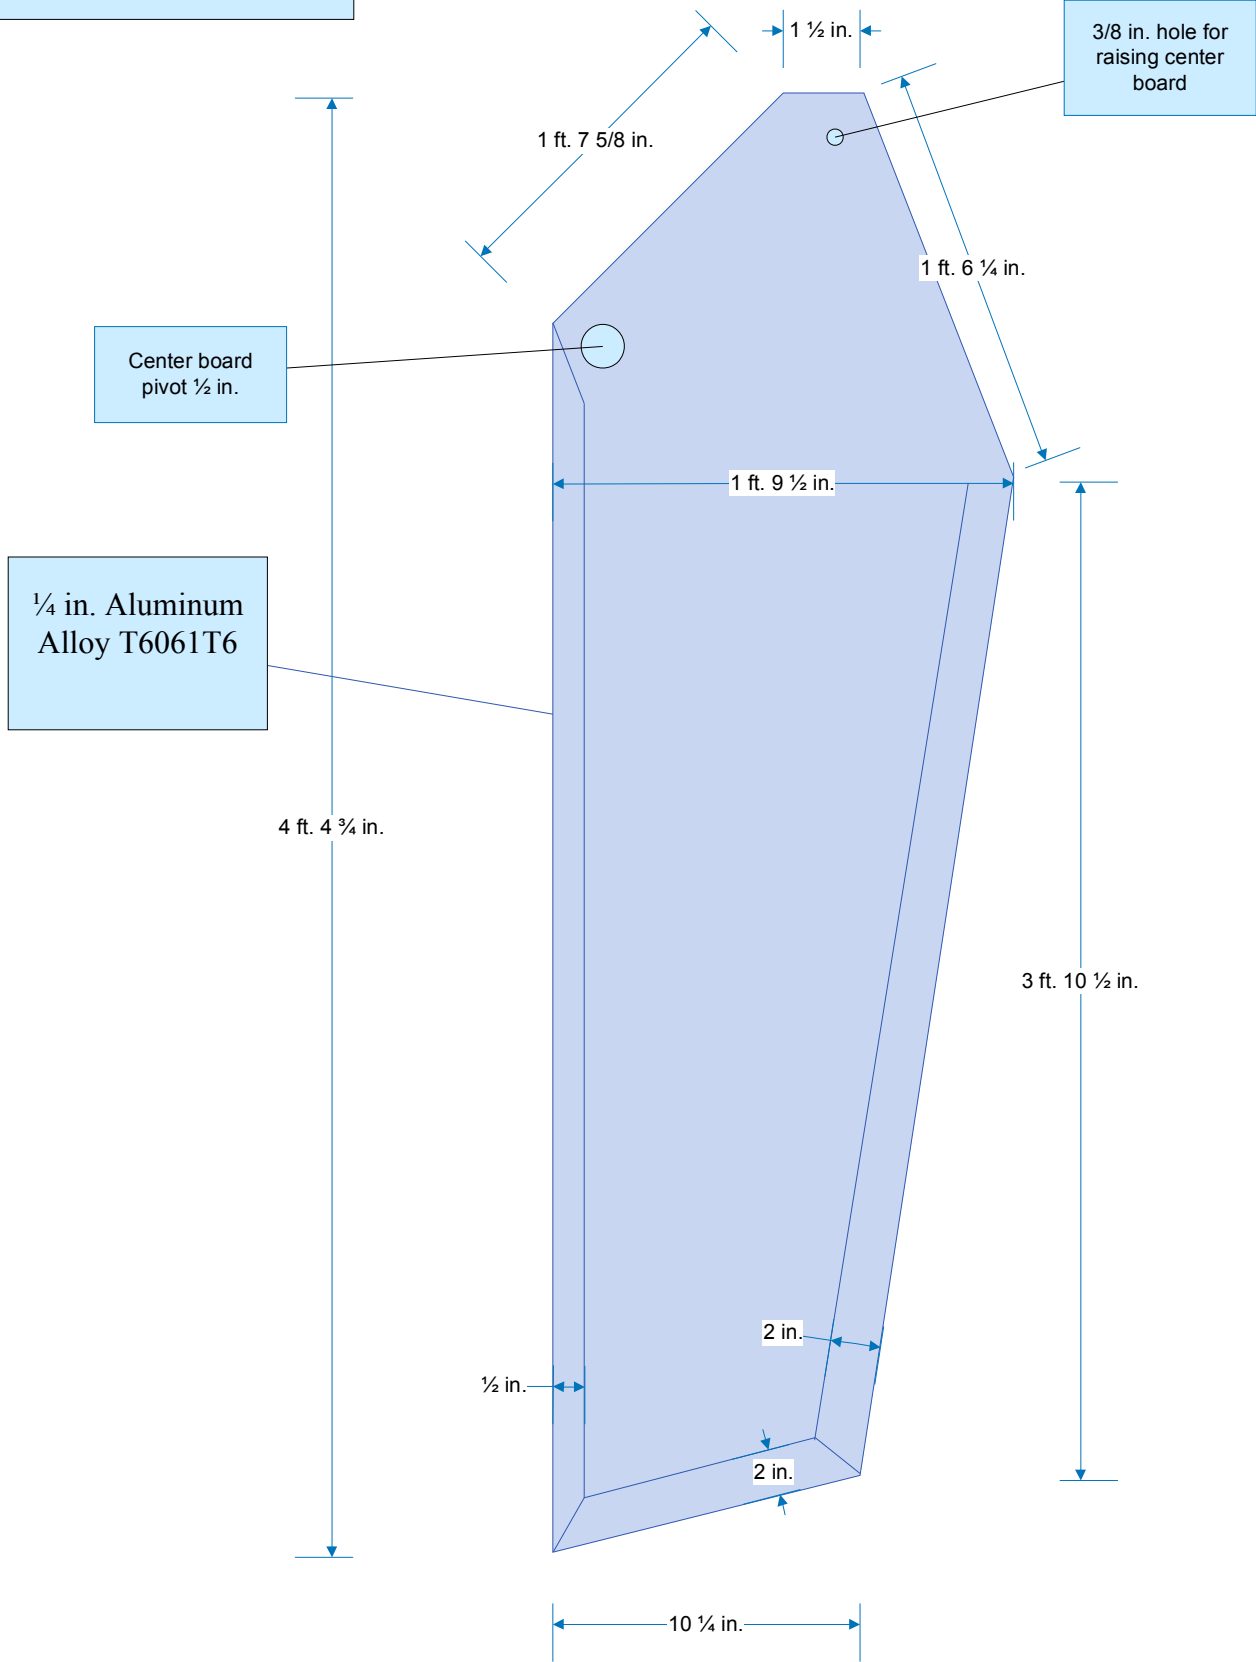 1 ½ in.
3/8 in. hole for
raising center
board
1 ft. 7 5/8 in.
1 ft. 6 ¼ in.
Center board
pivot ½ in.
1 ft. 9 ½ in.
¼ in. Aluminum
Alloy T6061T6
4 ft. 4 ¾ in.
3 ft. 10 ½ in.
2 in.
½ in.
2 in.
10 ¼ in.